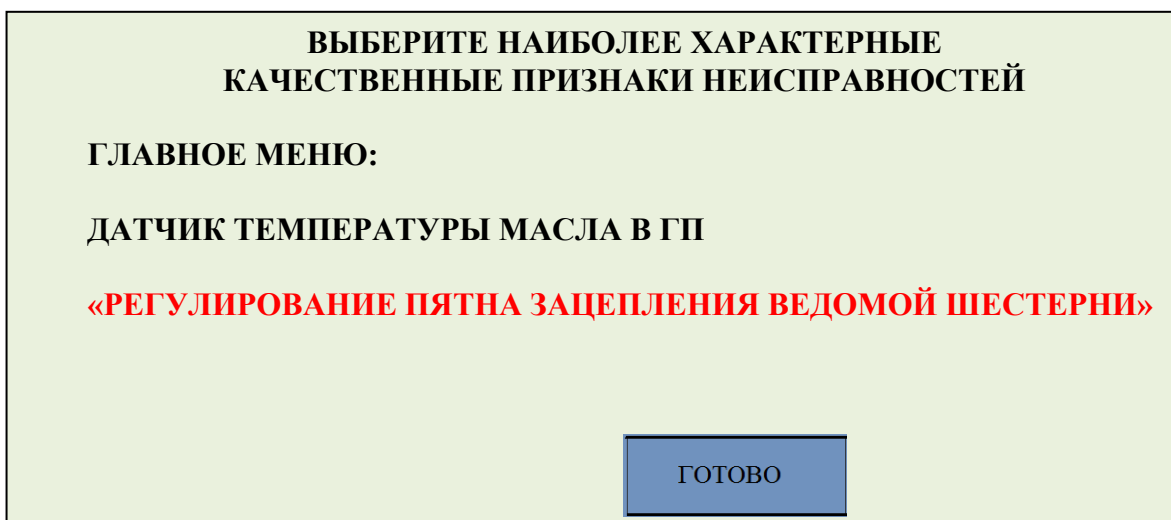 ВЫБЕРИТЕ НАИБОЛЕЕ ХАРАКТЕРНЫЕ
КАЧЕСТВЕННЫЕ ПРИЗНАКИ НЕИСПРАВНОСТЕЙ
ГЛАВНОЕ МЕНЮ:
ДАТЧИК ТЕМПЕРАТУРЫ МАСЛА В ГП
«РЕГУЛИРОВАНИЕ ПЯТНА ЗАЦЕПЛЕНИЯ ВЕДОМОЙ ШЕСТЕРНИ»
ГОТОВО